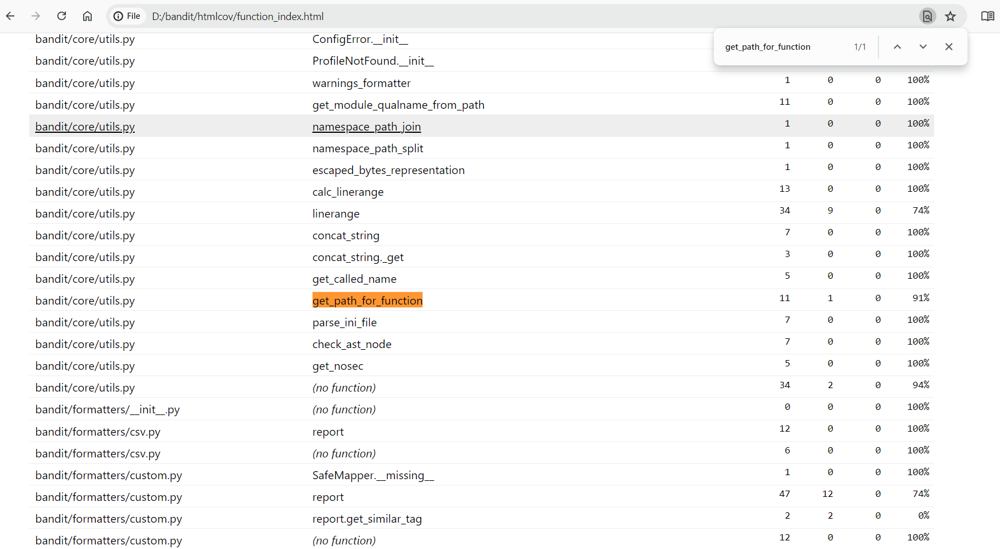 File D:/bandit/htmlcov/function_index.html
get_path_for_function 1/1
bandit/core/utils.py ConfigError.__init__
bandit/core/utils.py ProfileNotFound.__init__
bandit/core/utils.py warnings_formatter 1 0 0 100%
bandit/core/utils.py get_module_qualname_from_path 11 0 0 100%
bandit/core/utils.py namespace_path_join 1 0 0 100%
bandit/core/utils.py namespace_path_split 1 0 0 100%
bandit/core/utils.py escaped_bytes_representation 1 0 0 100%
bandit/core/utils.py calc_linerange 13 0 0 100%
bandit/core/utils.py linerange 34 9 0 74%
bandit/core/utils.py concat_string 7 0 0 100%
bandit/core/utils.py concat_string._get 3 0 0 100%
bandit/core/utils.py get_called_name 5 0 0 100%
bandit/core/utils.py get_path_for_function 11 1 0 91%
bandit/core/utils.py parse_ini_file 7 0 0 100%
bandit/core/utils.py check_ast_node 7 0 0 100%
bandit/core/utils.py get_nosec 5 0 0 100%
bandit/core/utils.py (no function) 34 2 0 94%
bandit/formatters/__init__.py (no function) 0 0 0 100%
bandit/formatters/csv.py report 12 0 0 100%
bandit/formatters/csv.py (no function) 6 0 0 100%
bandit/formatters/custom.py SafeMapper.__missing__ 1 0 0 100%
bandit/formatters/custom.py report 47 12 0 74%
bandit/formatters/custom.py report.get_similar_tag 2 2 0 0%
bandit/formatters/custom.py (no function) 12 0 0 100%